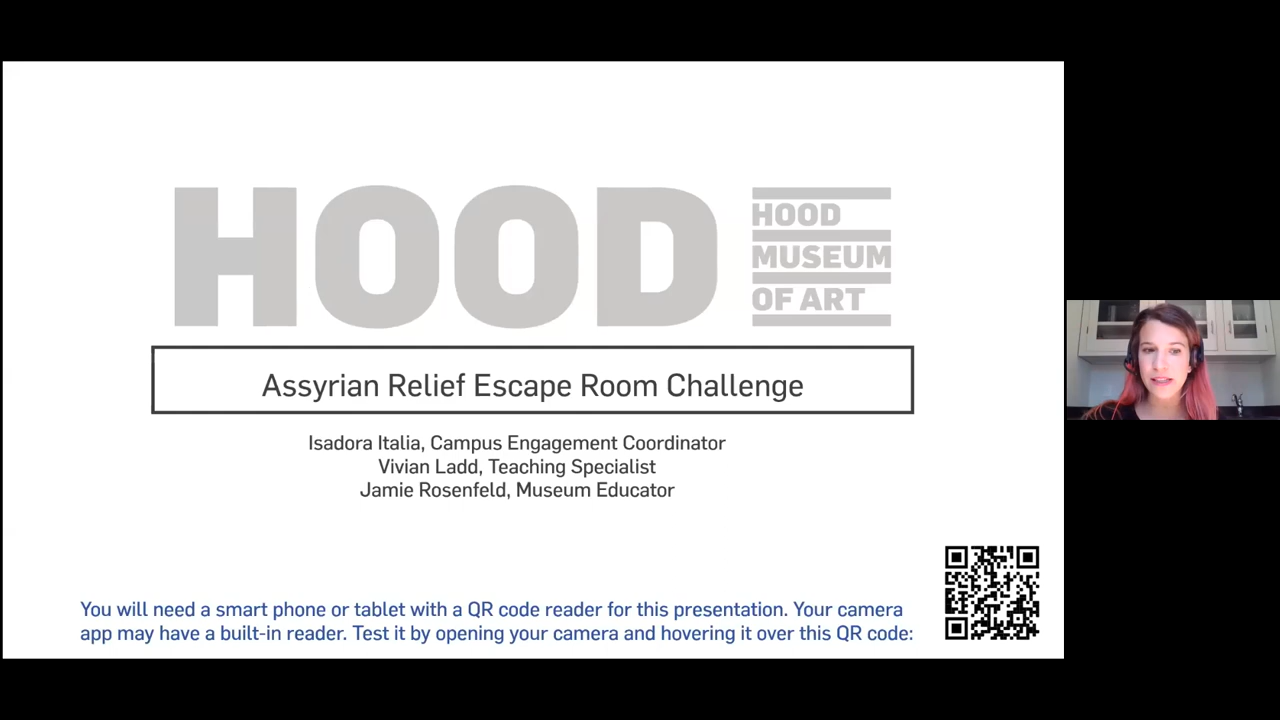 HOOD
HOOD
MUSEUM
OF ART
Assyrian Relief Escape Room Challenge
Isadora Italia, Campus Engagement Coordinator
Vivian Ladd, Teaching Specialist
Jamie Rosenfeld, Museum Educator
You will need a smart phone or tablet with a QR code reader for this presentation. Your camera
app may have a built-in reader. Test it by opening your camera and hovering it over this QR code: